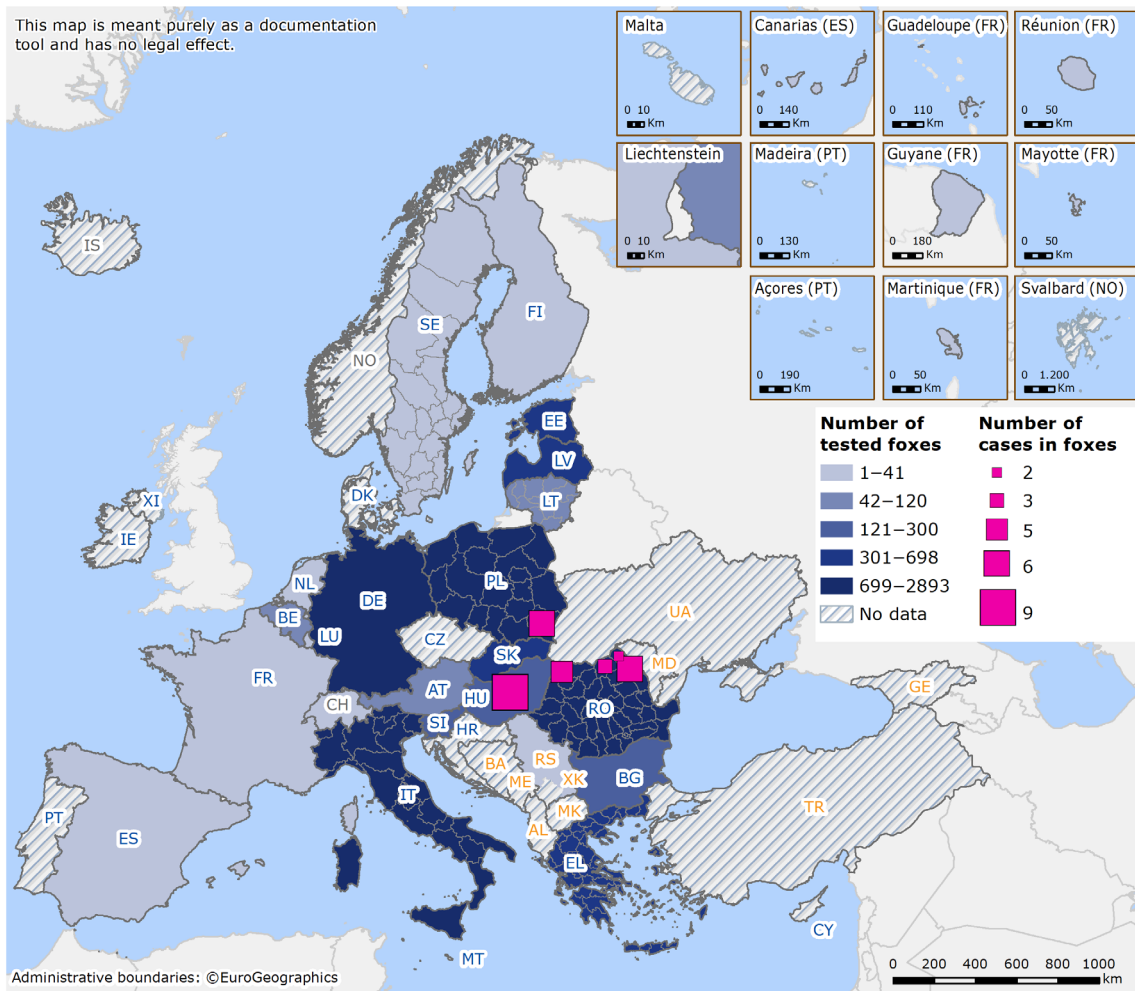 This map is meant purely as a documentation
tool and has no legal effect.
Malta
0 10
Km
Canarias (ES)
0 140
Km
Guadeloupe (FR)
0 110
Km
Réunion (FR)
0 50
Km
Liechtenstein
0 10
Km
Madeira (PT)
0 130
Km
Guyane (FR)
0 180
Km
Mayotte (FR)
0 50
Km
Açores (PT)
0 190
Km
Martinique (FR)
0 50
Km
Svalbard (NO)
0 1.200
Km
Number of
tested foxes
1–41
42–120
121–300
301–698
699–2893
No data
Number of
cases in foxes
2
3
5
6
9
IS
SE
FI
NO
EE
LV
LT
DK
XI
IE
NL
PL
DE
BE
UA
LU
CZ
SK
MD
FR
AT
GE
CH
HU
RO
SI
HR
RS
BA
XK
BG
ME
IT
MK
TR
PT
AL
ES
EL
CY
MT
Administrative boundaries: ©EuroGeographics
0 200 400 600 800 1000
km